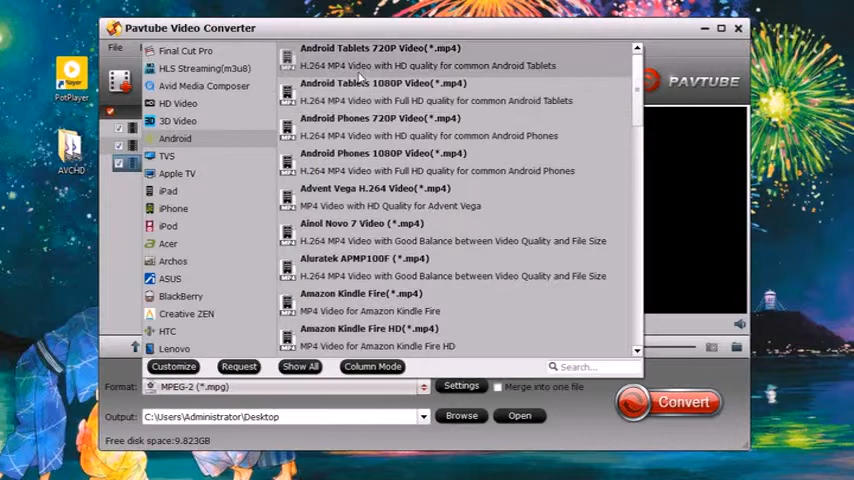 Pavtube Video Converter
File
PotPlayer
AVCHD
PAVTUBE
Final Cut Pro
HLS Streaming(m3u8)
Avid Media Composer
HD Video
3D Video
Android
TVS
Apple TV
iPad
iPhone
iPod
Acer
Archos
ASUS
BlackBerry
Creative ZEN
HTC
Lenovo
Android Tablets 720P Video(*.mp4)
H.264 MP4 Video with HD quality for common Android Tablets
Android Tablets 1080P Video(*.mp4)
H.264 MP4 Video with Full HD quality for common Android Tablets
Android Phones 720P Video(*.mp4)
H.264 MP4 Video with HD quality for common Android Phones
Android Phones 1080P Video(*.mp4)
H.264 MP4 Video with Full HD quality for common Android Phones
Advent Vega H.264 Video(*.mp4)
MP4 Video with HD Quality for Advent Vega
Ainol Novo 7 Video (*.mp4)
H.264 MP4 Video with Good Balance between Video Quality and File Size
Aluratek APMP100F (*.mp4)
H.264 MP4 Video with Good Balance between Video Quality and File Size
Amazon Kindle Fire(*.mp4)
MP4 Video for Amazon Kindle Fire
Amazon Kindle Fire HD(*.mp4)
MP4 Video for Amazon Kindle Fire HD
Customize Request Show All Column Mode Search...
Format: MPEG-2 (*.mpg) Settings Merge into one file
Convert
Output: C:\Users\Administrator\Desktop Browse Open
Free disk space:9.823GB